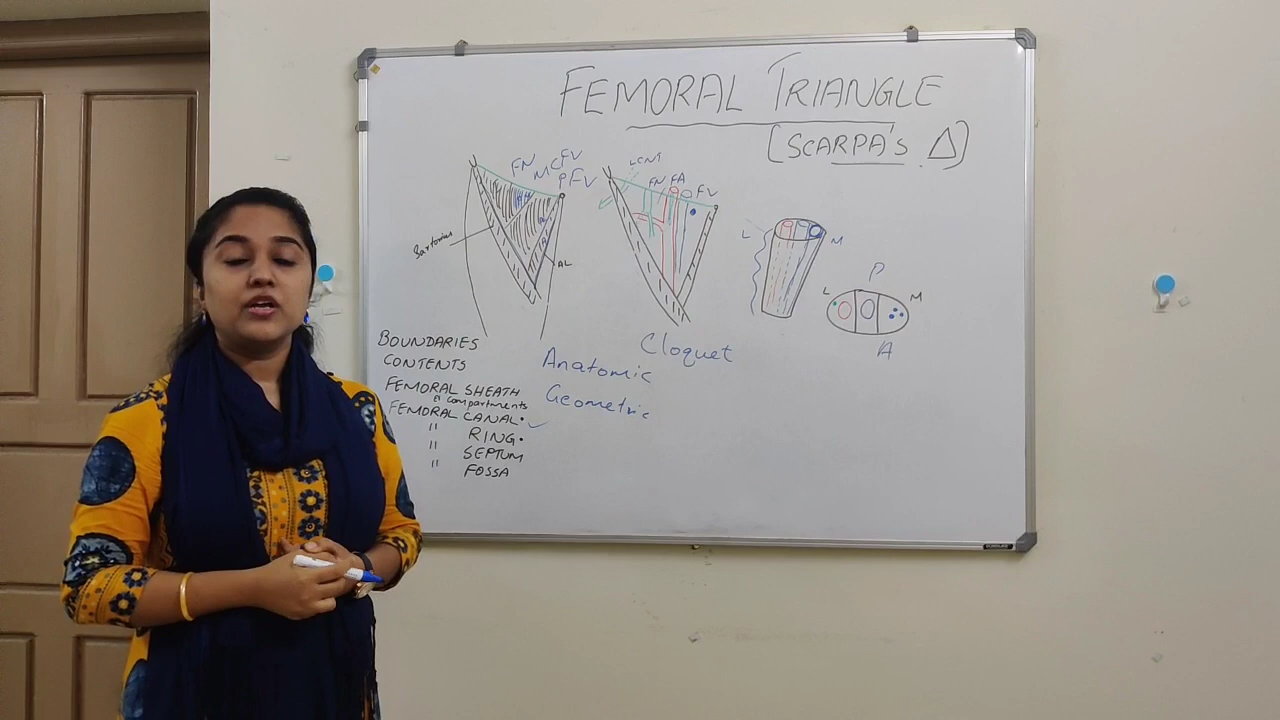 FEMORAL TRIANGLE
[SCARPA'S Δ]
FN MCFV
PFV
LCNT
FN FA FV
Sartorius
AL
L M
P
L M
A
BOUNDARIES
CONTENTS
FEMORAL SHEATH
" compartments
FEMORAL CANAL
" RING
" SEPTUM
" FOSSA
Cloquet
Anatomic
Geometric